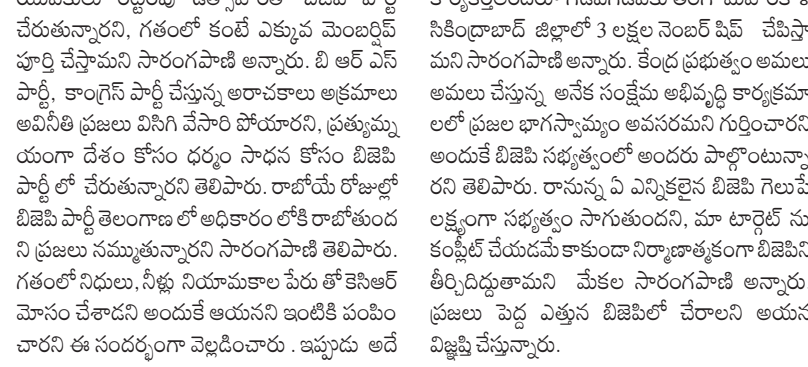 చేరుతున్నారని, గతంలో కంటే ఎక్కువ మెంబర్షిప్
పూర్తి చేస్తామని సారంగపాణి అన్నారు. బి ఆర్ ఎస్
పార్టీ, కాంగ్రెస్ పార్టీ చేస్తున్న అరాచకాలు అక్రమాలు
అవినీతి ప్రజలు విసిగి వేసారి పోయారని, ప్రత్యుమ్న
యంగా దేశం కోసం ధర్మం సాధన కోసం బిజెపి
పార్టీ లో చేరుతున్నారని తెలిపారు. రాబోయే రోజుల్లో
బిజెపి పార్టీ తెలంగాణ లో అధికారం లోకి రాబోతుంద
ని ప్రజలు నమ్ముతున్నారని సారంగపాణి తెలిపారు.
గతంలో నిధులు, నీళ్లు నియామకాల పేరు తో కెసిఆర్
మోసం చేశాడని అందుకే ఆయనని ఇంటికి పంపిం
చారని ఈ సందర్భంగా వెల్లడించారు . ఇప్పుడు అదే
సికింద్రాబాద్ జిల్లాలో 3 లక్షల నెంబర్ షిప్ చేపిస్తా
మని సారంగపాణి అన్నారు. కేంద్ర ప్రభుత్వం అమలు
అమలు చేస్తున్న అనేక సంక్షేమ అభివృద్ధి కార్యక్రమా
లలో ప్రజల భాగస్వామ్యం అవసరమని గుర్తించారని
అందుకే బిజెపి సభ్యత్వంలో అందరు పాల్గొంటున్నా
రని తెలిపారు. రానున్న ఏ ఎన్నికలైన బిజెపి గెలుపే
లక్ష్యంగా సభ్యత్వం సాగుతుందని, మా టార్గెట్ ను
కంప్లీట్ చేయడమే కాకుండా నిర్మాణాత్మకంగా బిజెపిని
తీర్చిదిద్దుతామని మేకల సారంగపాణి అన్నారు.
ప్రజలు పెద్ద ఎత్తున బిజెపిలో చేరాలని ఆయన
విజ్ఞప్తి చేస్తున్నారు.